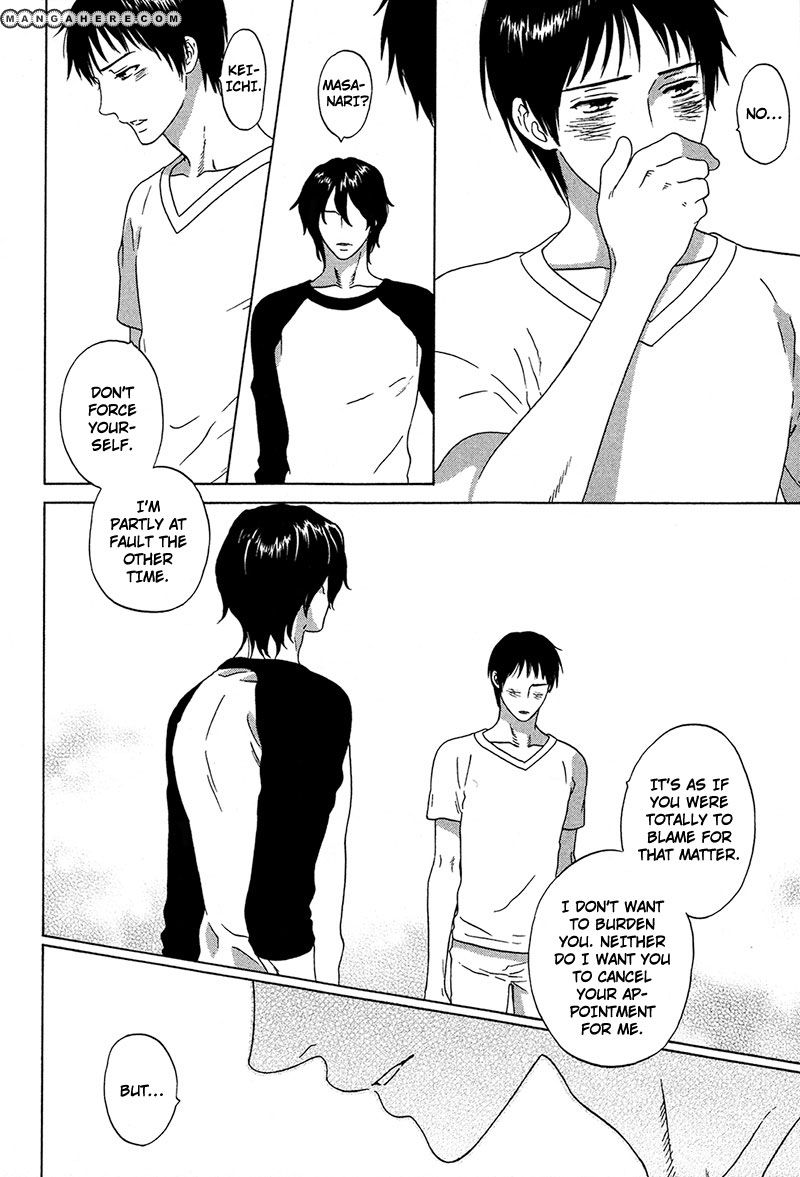 MANGAHERE.COM
NO...
MASA-
NARI?
KEI-
ICHI.
DON'T
FORCE
YOUR-
SELF.
I'M
PARTLY AT
FAULT THE
OTHER
TIME.
IT'S AS IF
YOU WERE
TOTALLY TO
BLAME FOR
THAT MATTER.
I DON'T WANT
TO BURDEN
YOU. NEITHER
DO I WANT YOU
TO CANCEL
YOUR AP-
POINTMENT
FOR ME.
BUT...